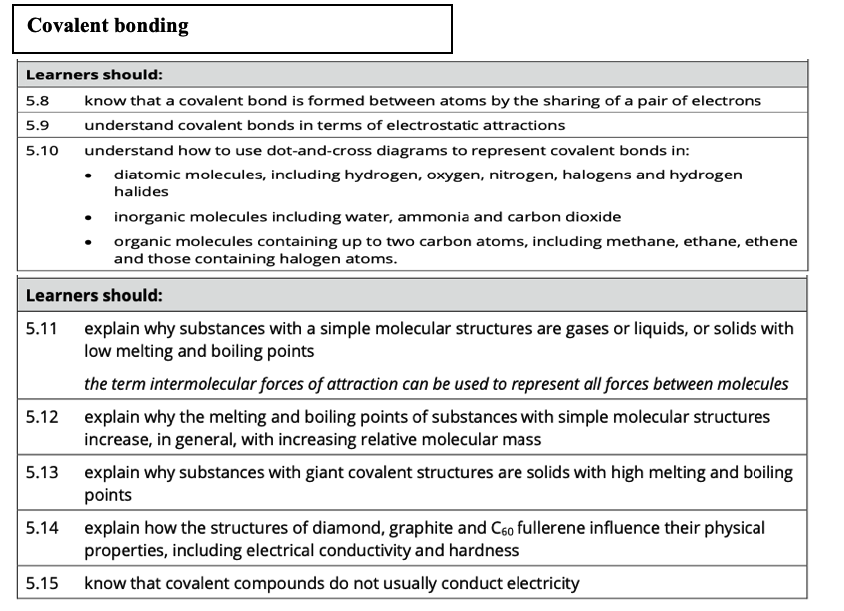 Covalent bonding
Learners should:
5.8 know that a covalent bond is formed between atoms by the sharing of a pair of electrons
5.9 understand covalent bonds in terms of electrostatic attractions
5.10 understand how to use dot-and-cross diagrams to represent covalent bonds in:
• diatomic molecules, including hydrogen, oxygen, nitrogen, halogens and hydrogen
halides
• inorganic molecules including water, ammonia and carbon dioxide
• organic molecules containing up to two carbon atoms, including methane, ethane, ethene
and those containing halogen atoms.
Learners should:
5.11 explain why substances with a simple molecular structures are gases or liquids, or solids with
low melting and boiling points
the term intermolecular forces of attraction can be used to represent all forces between molecules
5.12 explain why the melting and boiling points of substances with simple molecular structures
increase, in general, with increasing relative molecular mass
5.13 explain why substances with giant covalent structures are solids with high melting and boiling
points
5.14 explain how the structures of diamond, graphite and C₆₀ fullerene influence their physical
properties, including electrical conductivity and hardness
5.15 know that covalent compounds do not usually conduct electricity